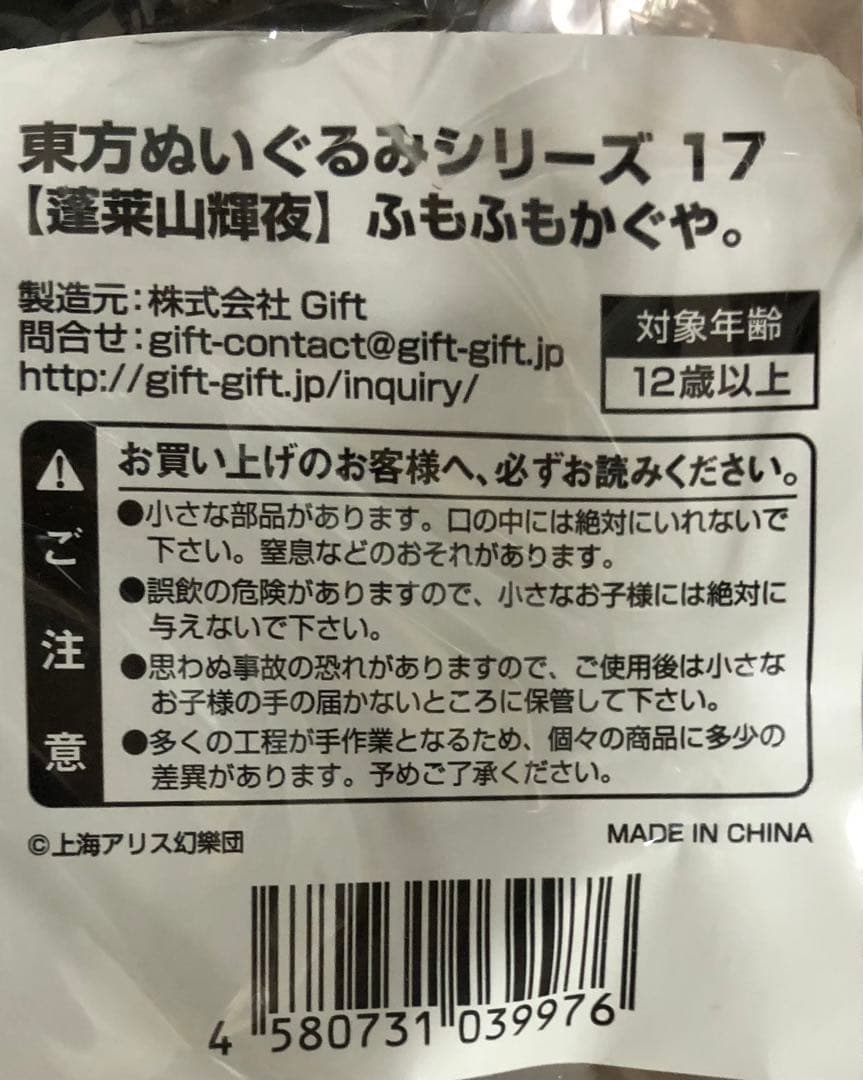 東方ぬいぐるみシリーズ 17
【蓬莱山輝夜】ふもふもかぐや。
製造元:株式会社 Gift
問合せ:gift-contact@gift-gift.jp
http://gift-gift.jp/inquiry/
対象年齢
12歳以上
ご注意
お買い上げのお客様へ、必ずお読みください。
●小さな部品があります。口の中には絶対にいれないで
下さい。窒息などのおそれがあります。
●誤飲の危険がありますので、小さなお子様には絶対に
与えないで下さい。
●思わぬ事故の恐れがありますので、ご使用後は小さな
お子様の手の届かないところに保管して下さい。
●多くの工程が手作業となるため、個々の商品に多少の
差異があります。予めご了承ください。
©上海アリス幻樂団
MADE IN CHINA
4 580731 039976